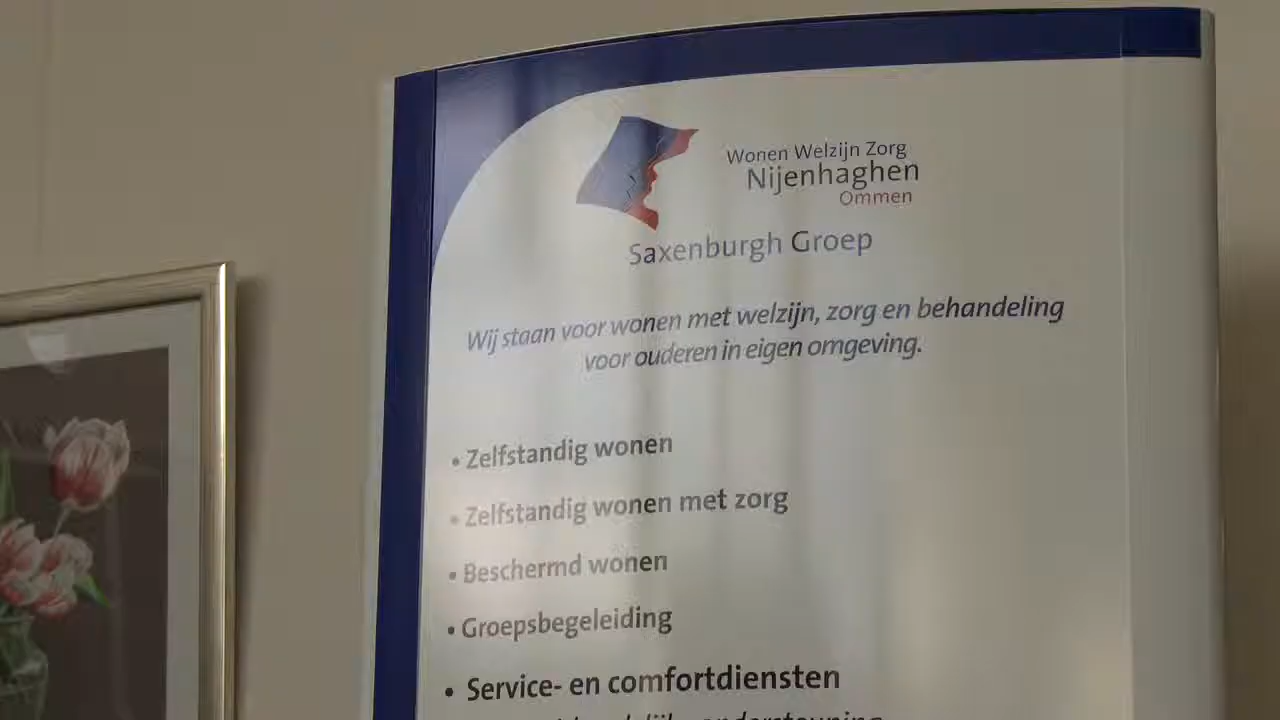 Wonen Welzijn Zorg
Nijenhaghen
Ommen
Saxenburgh Groep
Wij staan voor wonen met welzijn, zorg en behandeling
voor ouderen in eigen omgeving.
• Zelfstandig wonen
• Zelfstandig wonen met zorg
• Beschermd wonen
• Groepsbegeleiding
• Service- en comfortdiensten